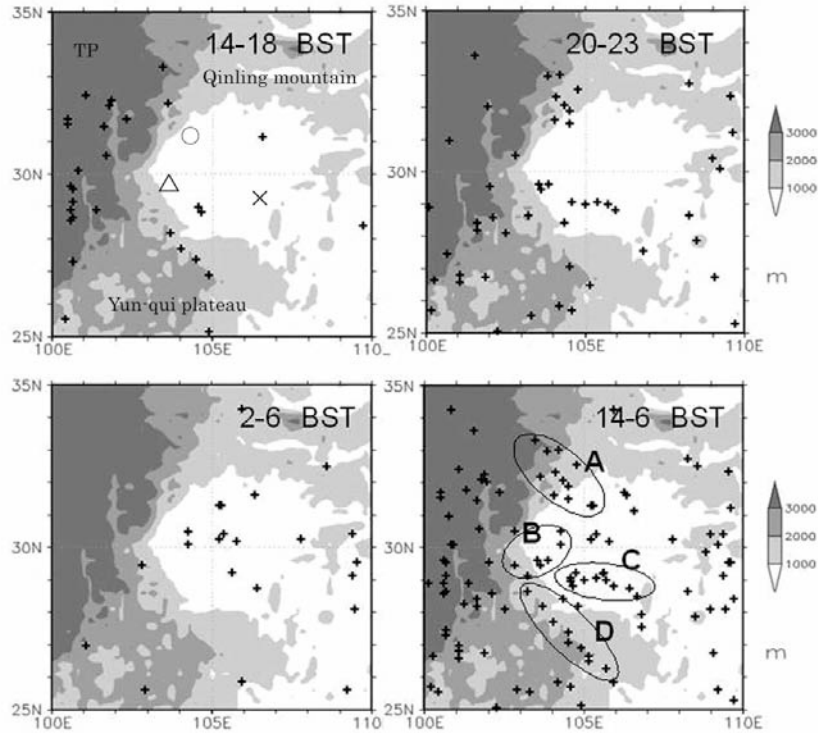 35N
14-18 BST
TP
Qinling mountain
30N
Yun-qui plateau
25N
100E
105E
110_
35N
20-23 BST
30N
25N
100E
105E
110E
3000
2000
1000
m
35N
2-6 BST
30N
25N
100E
105E
110
35N
14-6 BST
A
B
30N
C
D
25N
100E
105E
110E
3000
2000
1000
m